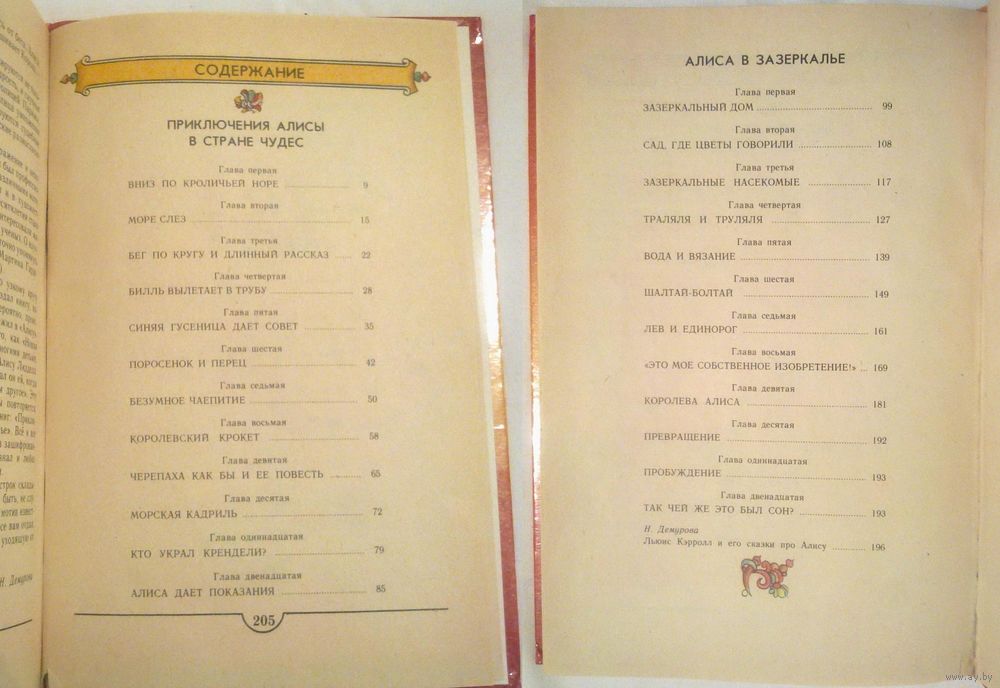 СОДЕРЖАНИЕ
ПРИКЛЮЧЕНИЯ АЛИСЫ
В СТРАНЕ ЧУДЕС
Глава первая
ВНИЗ ПО КРОЛИЧЬЕЙ НОРЕ 9
Глава вторая
МОРЕ СЛЕЗ 15
Глава третья
БЕГ ПО КРУГУ И ДЛИННЫЙ РАССКАЗ 22
Глава четвертая
БИЛЛЬ ВЫЛЕТАЕТ В ТРУБУ 28
Глава пятая
СИНЯЯ ГУСЕНИЦА ДАЕТ СОВЕТ 35
Глава шестая
ПОРОСЕНОК И ПЕРЕЦ 42
Глава седьмая
БЕЗУМНОЕ ЧАЕПИТИЕ 50
Глава восьмая
КОРОЛЕВСКИЙ КРОКЕТ 58
Глава девятая
ЧЕРЕПАХА КАК БЫ И ЕЕ ПОВЕСТЬ 65
Глава десятая
МОРСКАЯ КАДРИЛЬ 72
Глава одиннадцатая
КТО УКРАЛ КРЕНДЕЛИ? 79
Глава двенадцатая
АЛИСА ДАЕТ ПОКАЗАНИЯ 85
205
АЛИСА В ЗАЗЕРКАЛЬЕ
Глава первая
ЗАЗЕРКАЛЬНЫЙ ДОМ 99
Глава вторая
САД, ГДЕ ЦВЕТЫ ГОВОРИЛИ 108
Глава третья
ЗАЗЕРКАЛЬНЫЕ НАСЕКОМЫЕ 117
Глава четвертая
ТРАЛЯЛЯ И ТРУЛЯЛЯ 127
Глава пятая
ВОДА И ВЯЗАНИЕ 139
Глава шестая
ШАЛТАЙ-БОЛТАЙ 149
Глава седьмая
ЛЕВ И ЕДИНОРОГ 161
Глава восьмая
«ЭТО МОЕ СОБСТВЕННОЕ ИЗОБРЕТЕНИЕ!» 169
Глава девятая
КОРОЛЕВА АЛИСА 181
Глава десятая
ПРЕВРАЩЕНИЕ 192
Глава одиннадцатая
ПРОБУЖДЕНИЕ 193
Глава двенадцатая
ТАК ЧЕЙ ЖЕ ЭТО БЫЛ СОН? 193
Н. Демурова
Льюис Кэрролл и его сказки про Алису 196
www.ay.by